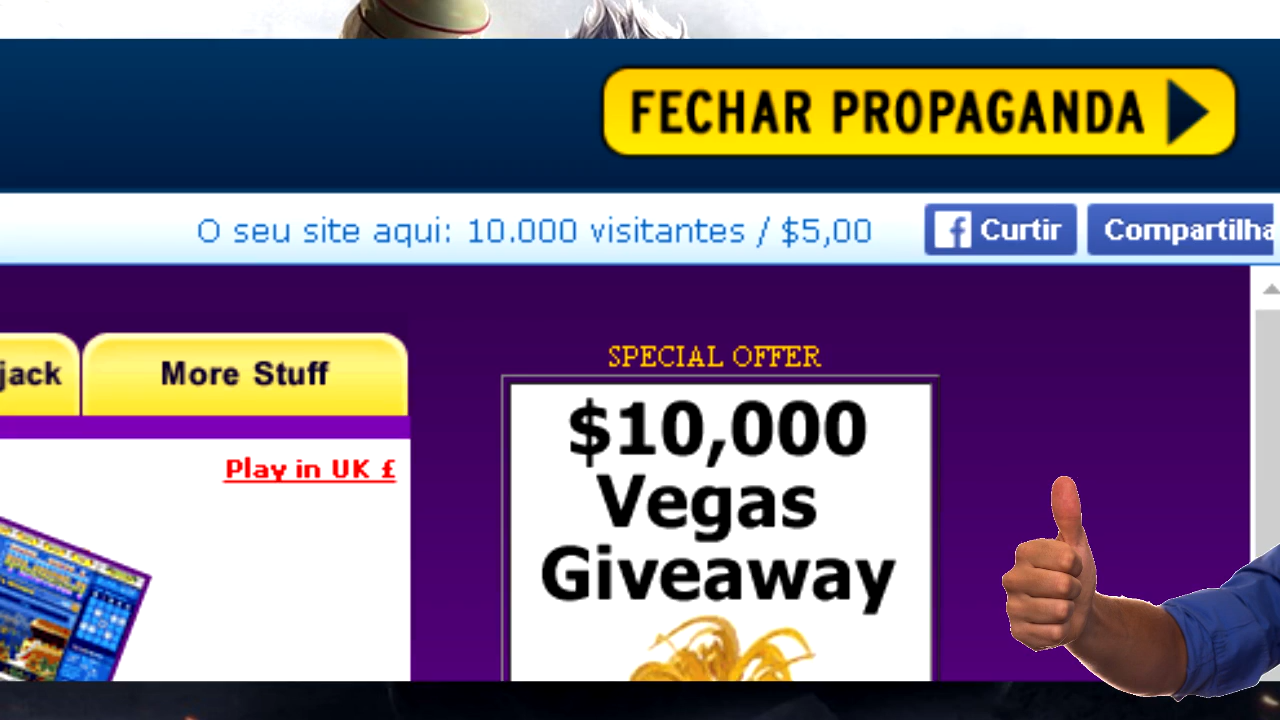 FECHAR PROPAGANDA
O seu site aqui: 10.000 visitantes / $5,00
Curtir
Compartilha
jack
More Stuff
SPECIAL OFFER
$10,000
Vegas
Giveaway
Play in UK £